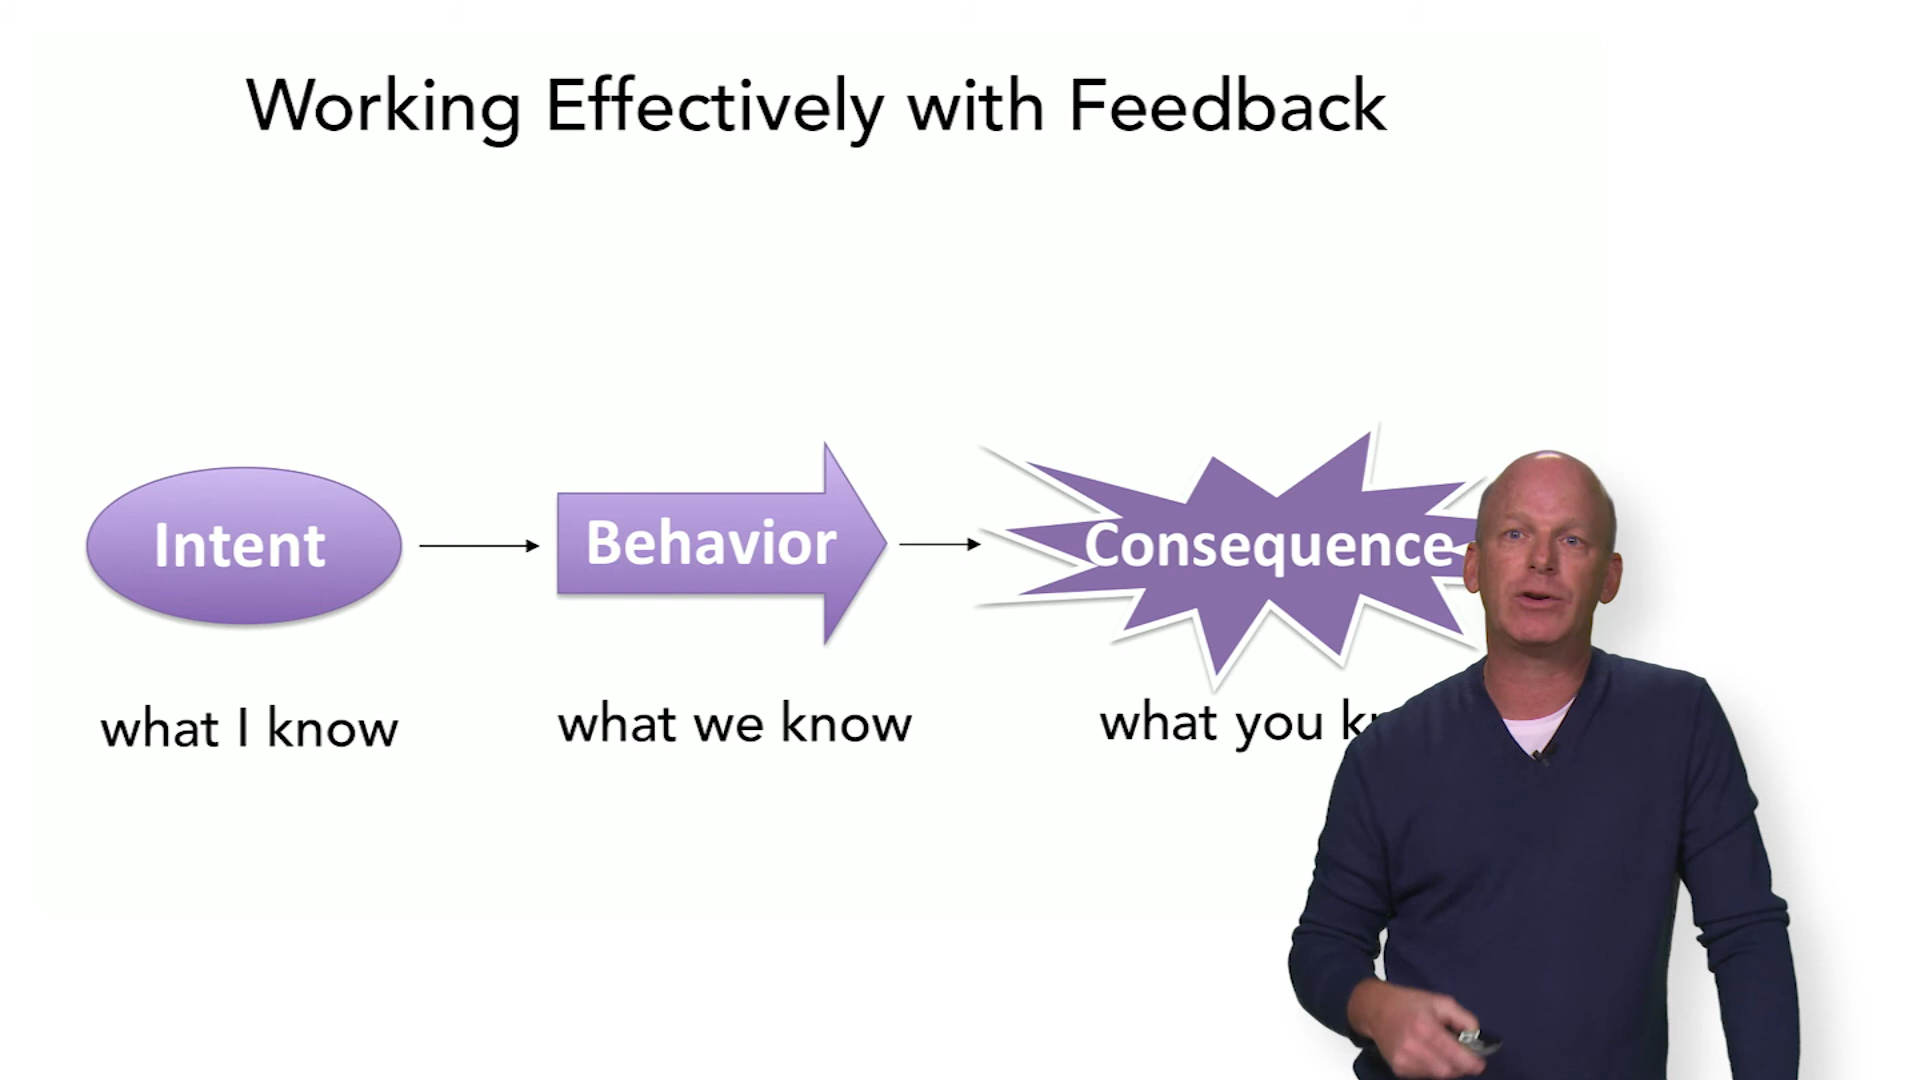 Working Effectively with Feedback
Intent
Behavior
Consequence
what I know
what we know
what you